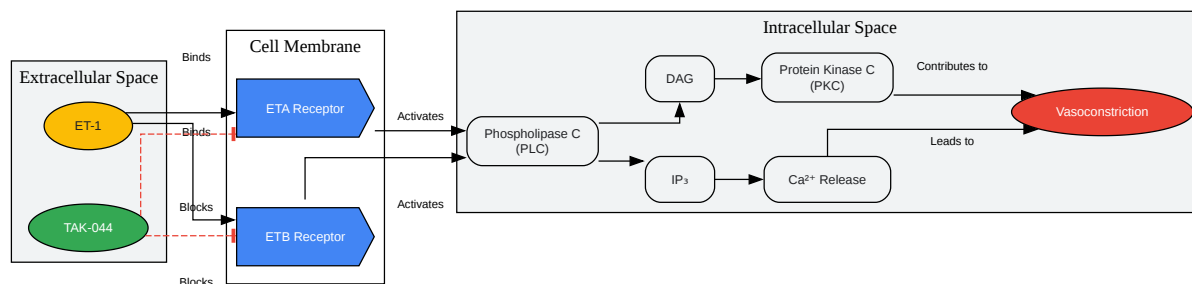 Extracellular Space
ET-1
TAK-044
Binds
Binds
Blocks
Blocks
Cell Membrane
ETA Receptor
ETB Receptor
Activates
Activates
Intracellular Space
Phospholipase C
(PLC)
DAG
Protein Kinase C
(PKC)
IP₃
Ca²⁺ Release
Contributes to
Leads to
Vasoconstriction